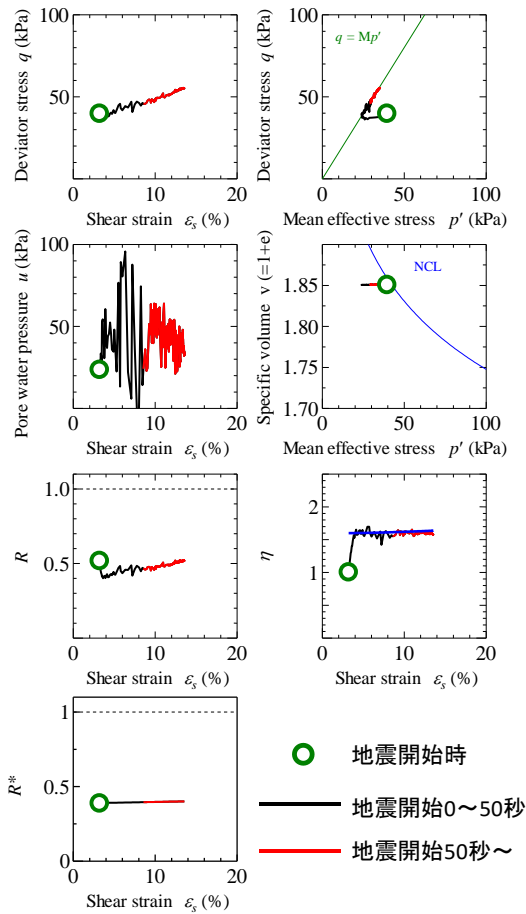 100
50
0
0 10 20
Deviator stress q (kPa)
Shear strain εs (%)
100
50
0
0 50 100
Deviator stress q (kPa)
q = Mp′
Mean effective stress p′ (kPa)
100
50
0 10 20
Pore water pressure u (kPa)
Shear strain εs (%)
1.85
1.80
1.75
1.70
0 50 100
Specific volume v (=1+e)
NCL
Mean effective stress p′ (kPa)
1.0
0.5
0
0 10 20
R
Shear strain εs (%)
2
1
0 10 20
η
Shear strain εs (%)
1
0.5
0
0 10 20
R*
Shear strain εs (%)
地震開始時
地震開始0〜50秒
地震開始50秒〜